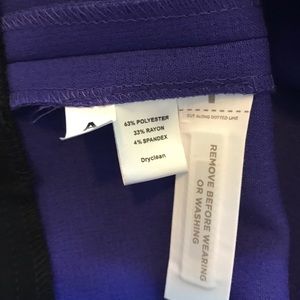 A
63% POLYESTER
33% RAYON
4% SPANDEX
Dryclean
CUT ALONG DOTTED LINE
REMOVE BEFORE WEARING
OR WASHING